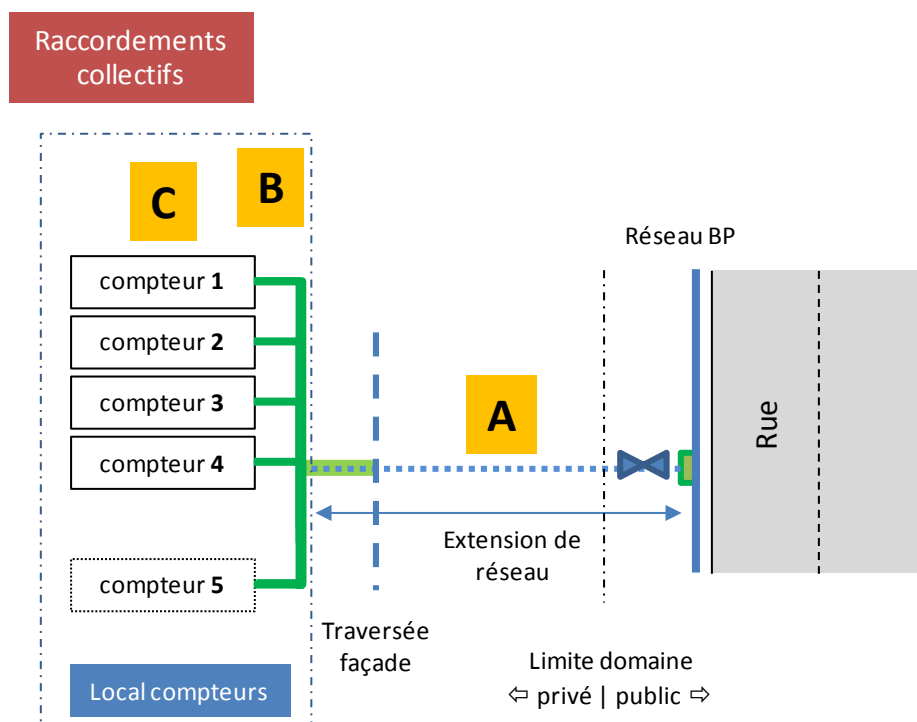 Raccordements
collectifs
C
B
Réseau BP
compteur 1
compteur 2
compteur 3
compteur 4
A
Rue
Extension de
réseau
compteur 5
Traversée
façade
Limite domaine
⇦ privé | public ⇨
Local compteurs